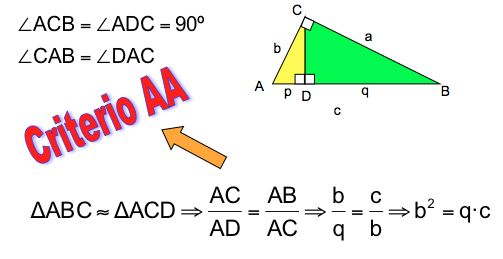 ∠ACB = ∠ADC = 90º
∠CAB = ∠DAC
Criterio AA
C
b
a
A
p
D
q
B
c
ΔABC ≈ ΔACD ⇒ AC/AD = AB/AC ⇒ b/q = c/b ⇒ b² = q·c